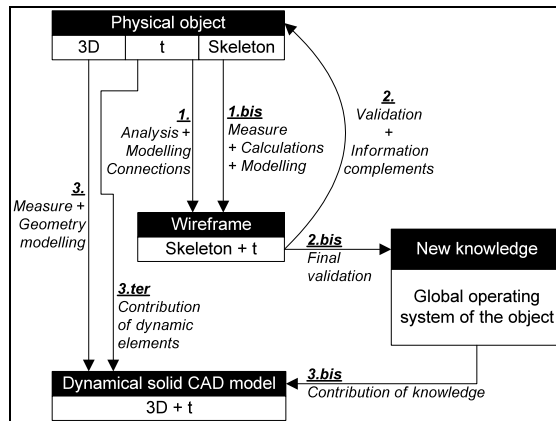 Physical object
3D
t
Skeleton
1.
Analysis +
Modelling
Connections
1.bis
Measure
+ Calculations
+ Modelling
2.
Validation
+
Information
complements
3.
Measure +
Geometry
modelling
Wireframe
Skeleton + t
2.bis
Final
validation
New knowledge
Global operating
system of the object
3.ter
Contribution
of dynamic
elements
Dynamical solid CAD model
3D + t
3.bis
Contribution of knowledge